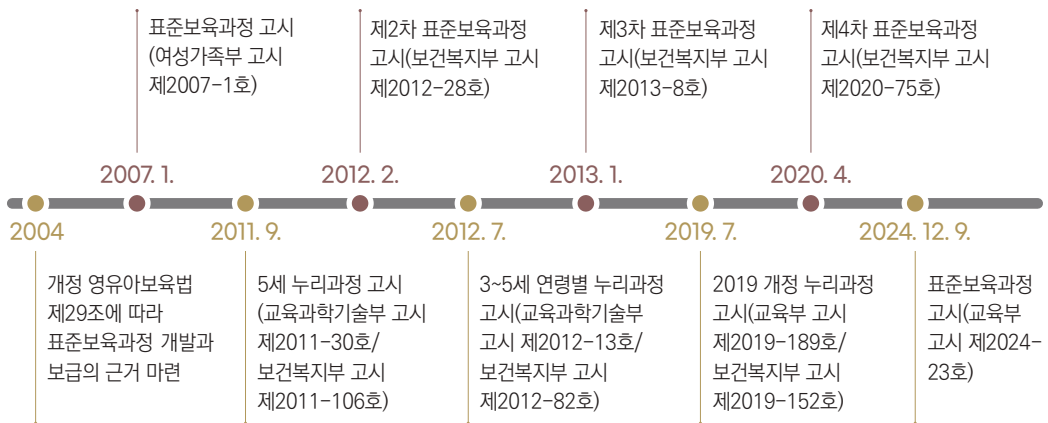 표준보육과정 고시
(여성가족부 고시
제2007-1호)
제2차 표준보육과정
고시(보건복지부 고시
제2012-28호)
제3차 표준보육과정
고시(보건복지부 고시
제2013-8호)
제4차 표준보육과정
고시(보건복지부 고시
제2020-75호)
2007. 1.
2012. 2.
2013. 1.
2020. 4.
2004
2011. 9.
2012. 7.
2019. 7.
2024. 12. 9.
개정 영유아보육법
제29조에 따라
표준보육과정 개발과
보급의 근거 마련
5세 누리과정 고시
(교육과학기술부 고시
제2011-30호/
보건복지부 고시
제2011-106호)
3~5세 연령별 누리과정
고시(교육과학기술부
고시 제2012-13호/
보건복지부 고시
제2012-82호)
2019 개정 누리과정
고시(교육부 고시
제2019-189호/
보건복지부 고시
제2019-152호)
표준보육과정
고시(교육부
고시 제2024-
23호)